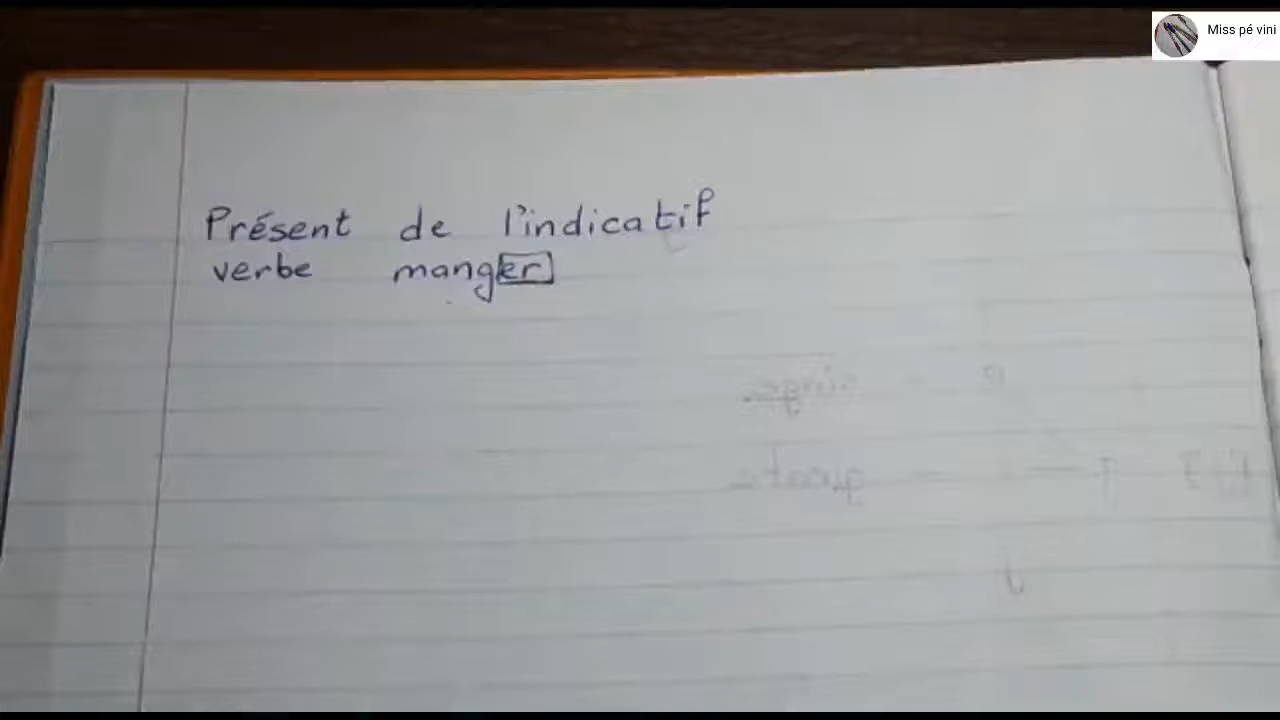 Miss pé vini
Présent de l'indicatif
verbe manger